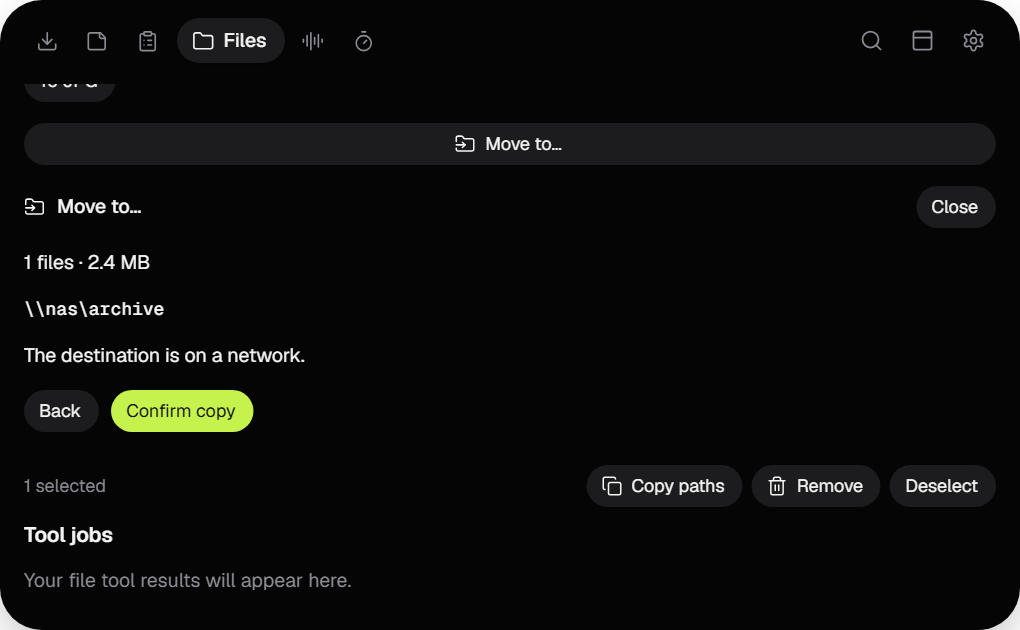 Files
Move to...
Move to...
Close
1 files · 2.4 MB
\\nas\archive
The destination is on a network.
Back
Confirm copy
1 selected
Copy paths
Remove
Deselect
Tool jobs
Your file tool results will appear here.